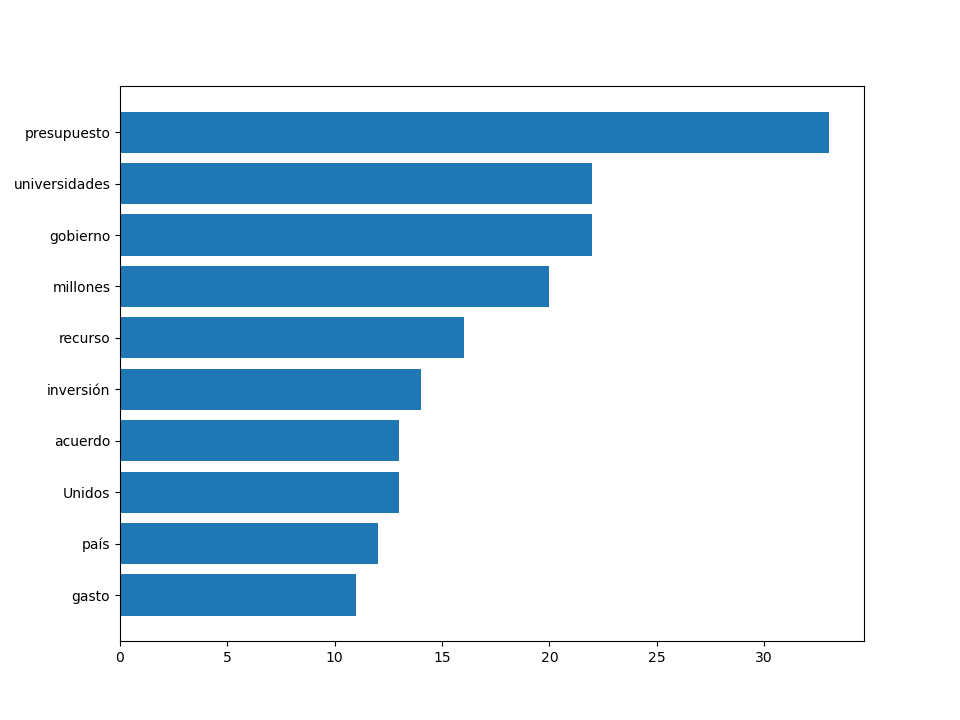 presupuesto
universidades
gobierno
millones
recurso
inversión
acuerdo
Unidos
país
gasto
0 5 10 15 20 25 30